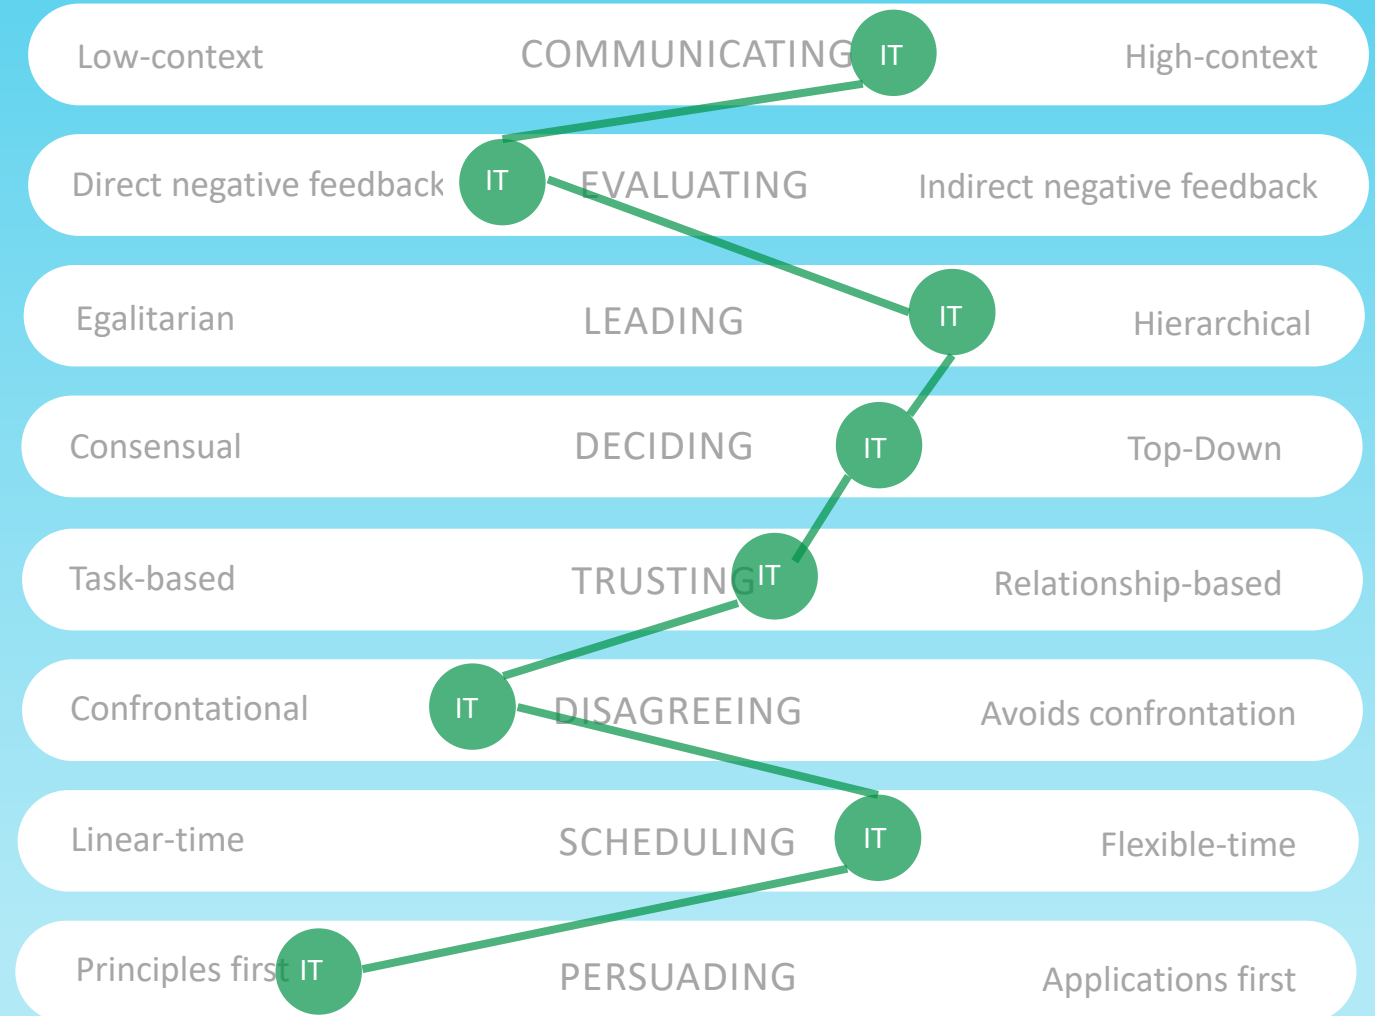 Low-context COMMUNICATING IT High-context
Direct negative feedback IT EVALUATING Indirect negative feedback
Egalitarian LEADING IT Hierarchical
Consensual DECIDING IT Top-Down
Task-based TRUSTING IT Relationship-based
Confrontational IT DISAGREEING Avoids confrontation
Linear-time SCHEDULING IT Flexible-time
Principles first IT PERSUADING Applications first